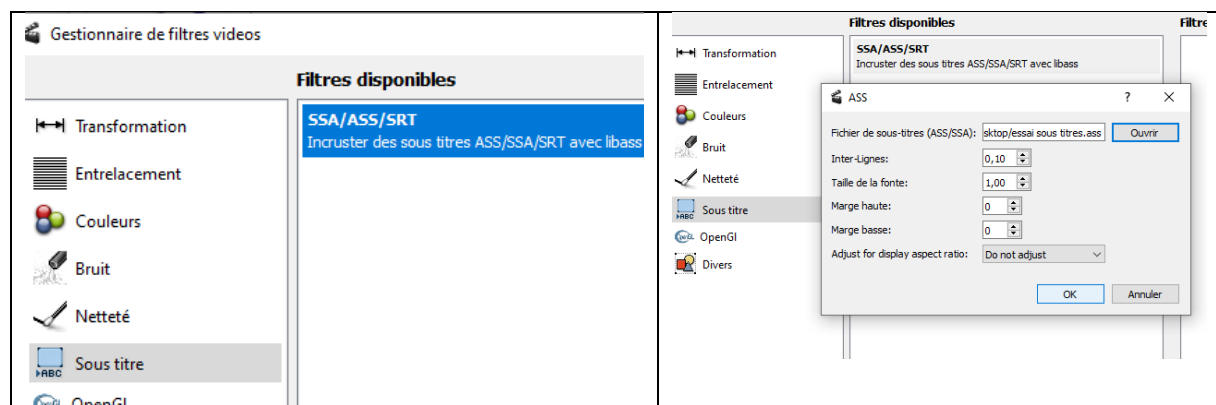 Gestionnaire de filtres videos
Filtres disponibles
Transformation
Entrelacement
Couleurs
Bruit
Netteté
Sous titre
OpenGl
SSA/ASS/SRT
Incruster des sous titres ASS/SSA/SRT avec libass
Filtres disponibles
Filtre
Transformation
Entrelacement
Couleurs
Bruit
Netteté
Sous titre
OpenGl
Divers
SSA/ASS/SRT
Incruster des sous titres ASS/SSA/SRT avec libass
ASS
Fichier de sous-titres (ASS/SSA): sktop/essai sous titres.ass Ouvrir
Inter-Lignes: 0,10
Taille de la fonte: 1,00
Marge haute: 0
Marge basse: 0
Adjust for display aspect ratio: Do not adjust
OK Annuler